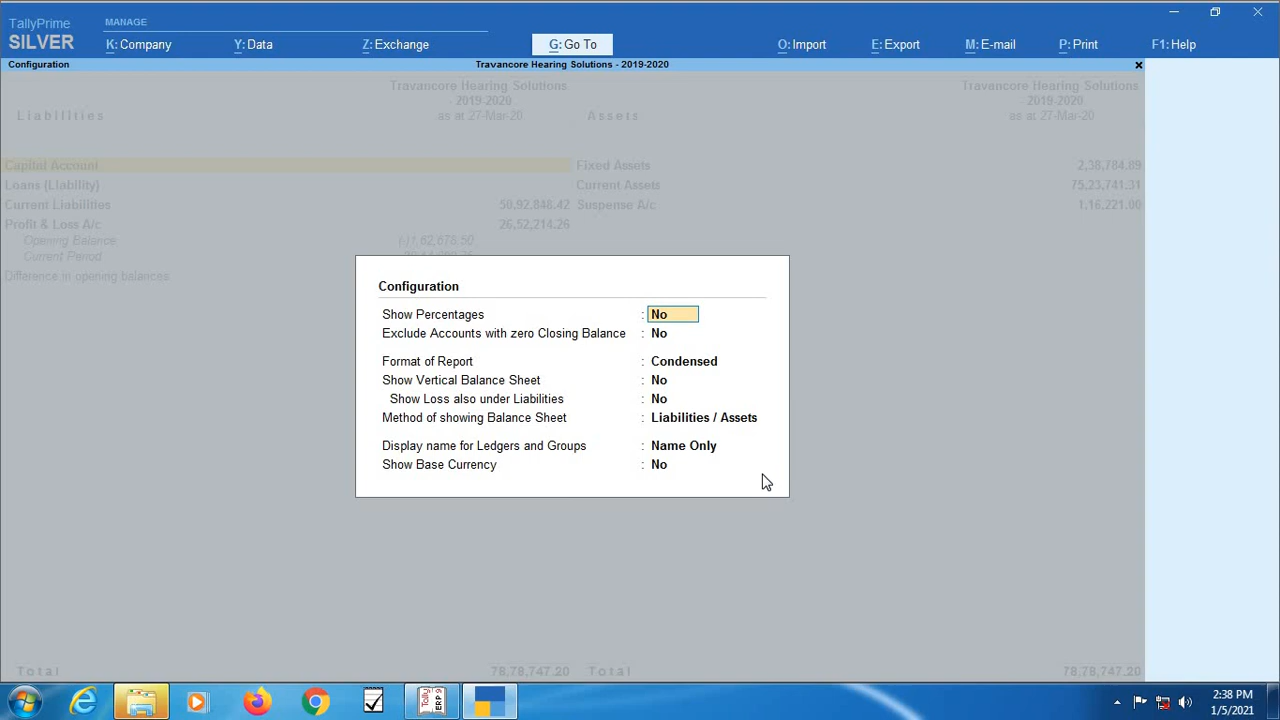 TallyPrime
MANAGE
SILVER
K: Company
Y: Data
Z: Exchange
G: Go To
O: Import
E: Export
M: E-mail
P: Print
F1: Help
Configuration
Travancore Hearing Solutions - 2019-2020
Travancore Hearing Solutions
Travancore Hearing Solutions
- 2019-2020
- 2019-2020
Liabilities
as at 27-Mar-20
Assets
as at 27-Mar-20
Capital Account
Fixed Assets
2,38,784.89
Loans (Liability)
Current Assets
75,23,741.31
Current Liabilities
50,92,848.42
Suspense A/c
1,16,221.00
Profit & Loss A/c
26,52,214.26
Opening Balance
(-)1,62,678.50
Current Period
Difference in opening balances
Configuration
Show Percentages : No
Exclude Accounts with zero Closing Balance : No
Format of Report : Condensed
Show Vertical Balance Sheet : No
Show Loss also under Liabilities : No
Method of showing Balance Sheet : Liabilities / Assets
Display name for Ledgers and Groups : Name Only
Show Base Currency : No
Total
78,78,747.20
Total
78,78,747.20
Tally ERP9
2:38 PM
1/5/2021